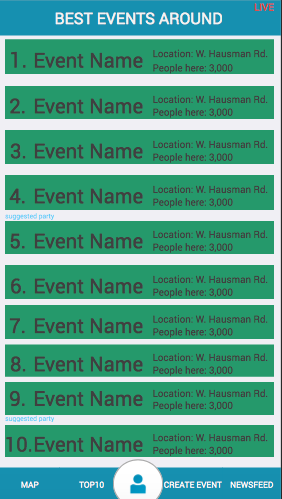 LIVE
BEST EVENTS AROUND
1. Event Name
Location: W. Hausman Rd.
People here: 3,000
2. Event Name
Location: W. Hausman Rd.
People here: 3,000
3. Event Name
Location: W. Hausman Rd.
People here: 3,000
4. Event Name
Location: W. Hausman Rd.
People here: 3,000
suggested party
5. Event Name
Location: W. Hausman Rd.
People here: 3,000
6. Event Name
Location: W. Hausman Rd.
People here: 3,000
7. Event Name
Location: W. Hausman Rd.
People here: 3,000
8. Event Name
Location: W. Hausman Rd.
People here: 3,000
9. Event Name
Location: W. Hausman Rd.
People here: 3,000
suggested party
10.Event Name
Location: W. Hausman Rd.
People here: 3,000
MAP TOP10 CREATE EVENT NEWSFEED